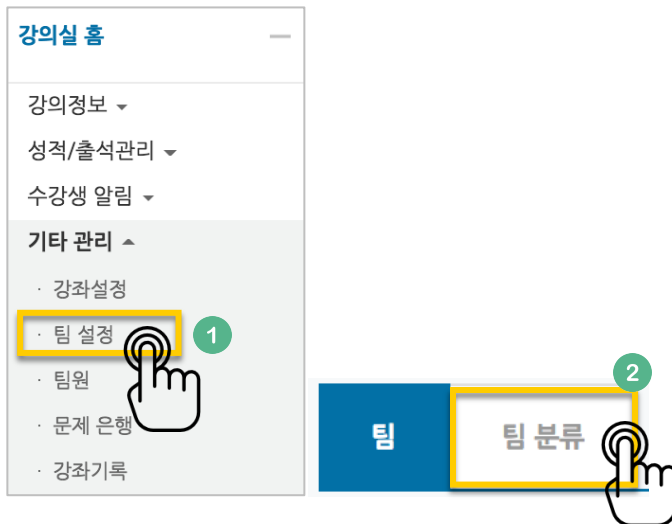 강의실 홈
강의정보
성적/출석관리
수강생 알림
기타 관리
· 강좌설정
· 팀 설정
1
· 팀원
· 문제 은행
· 강좌기록
2
팀
팀 분류